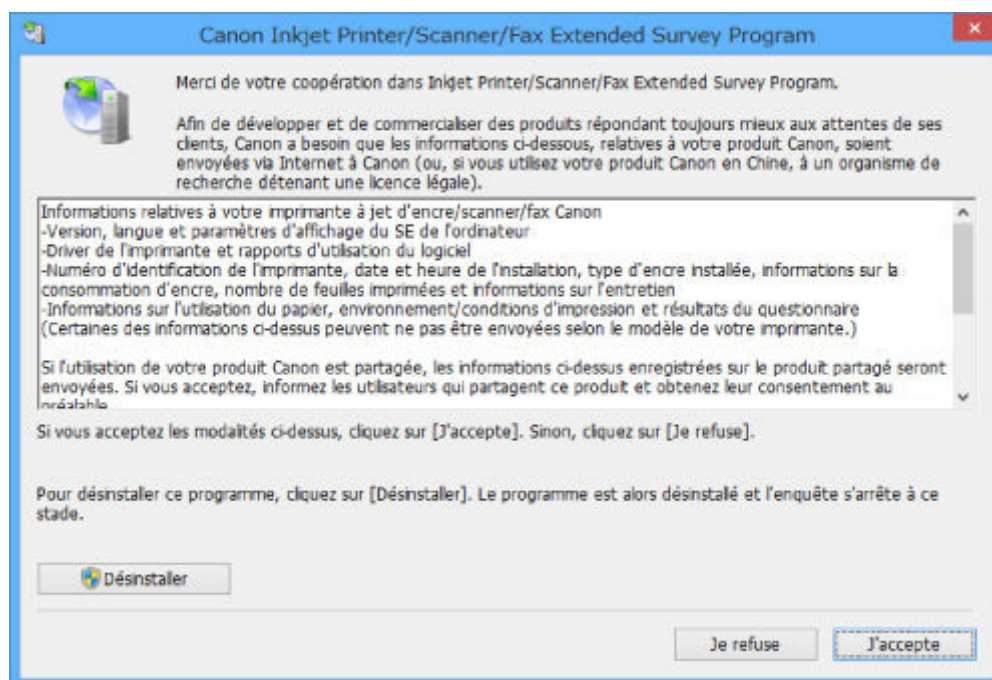 Canon Inkjet Printer/Scanner/Fax Extended Survey Program
Merci de votre coopération dans Inkjet Printer/Scanner/Fax Extended Survey Program.
Afin de développer et de commercialiser des produits répondant toujours mieux aux attentes de ses
clients, Canon a besoin que les informations ci-dessous, relatives à votre produit Canon, soient
envoyées via Internet à Canon (ou, si vous utilisez votre produit Canon en Chine, à un organisme de
recherche détenant une licence légale).
Informations relatives à votre imprimante à jet d'encre/scanner/fax Canon
-Version, langue et paramètres d'affichage du SE de l'ordinateur
-Driver de l'imprimante et rapports d'utilisation du logiciel
-Numéro d'identification de l'imprimante, date et heure de l'installation, type d'encre installée, informations sur la
consommation d'encre, nombre de feuilles imprimées et informations sur l'entretien
-Informations sur l'utilisation du papier, environnement/conditions d'impression et résultats du questionnaire
(Certaines des informations ci-dessus peuvent ne pas être envoyées selon le modèle de votre imprimante.)
Si l'utilisation de votre produit Canon est partagée, les informations ci-dessus enregistrées sur le produit partagé seront
envoyées. Si vous acceptez, informez les utilisateurs qui partagent ce produit et obtenez leur consentement au
préalable
Si vous acceptez les modalités ci-dessus, cliquez sur [J'accepte]. Sinon, cliquez sur [Je refuse].
Pour désinstaller ce programme, cliquez sur [Désinstaller]. Le programme est alors désinstallé et l'enquête s'arrête à ce
stade.
Désinstaller
Je refuse
J'accepte